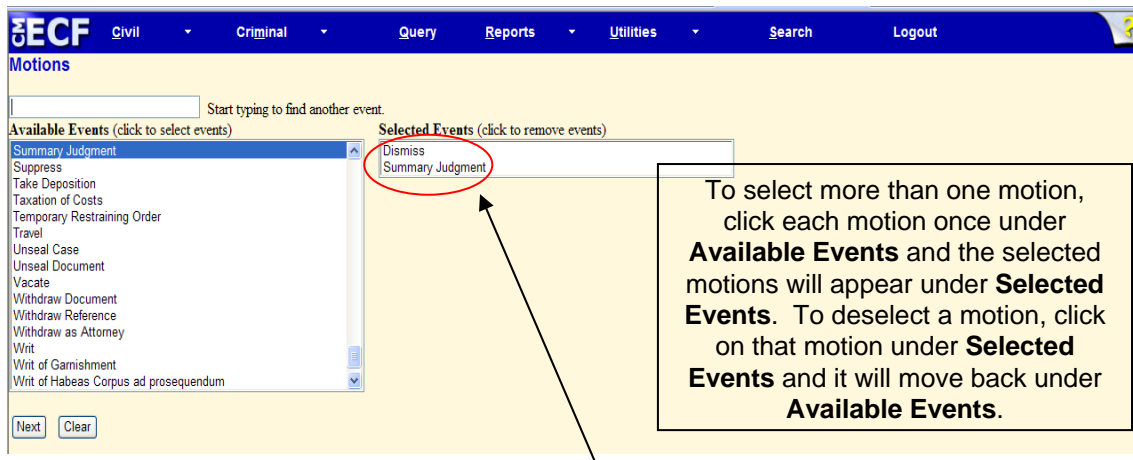 CM ECF Civil Criminal Query Reports Utilities Search Logout ?
Motions
Start typing to find another event.
Available Events (click to select events)
Summary Judgment
Suppress
Take Deposition
Taxation of Costs
Temporary Restraining Order
Travel
Unseal Case
Unseal Document
Vacate
Withdraw Document
Withdraw Reference
Withdraw as Attorney
Writ
Writ of Garnishment
Writ of Habeas Corpus ad prosequendum
Next Clear
Selected Events (click to remove events)
Dismiss
Summary Judgment
To select more than one motion,
click each motion once under
Available Events and the selected
motions will appear under Selected
Events. To deselect a motion, click
on that motion under Selected
Events and it will move back under
Available Events.